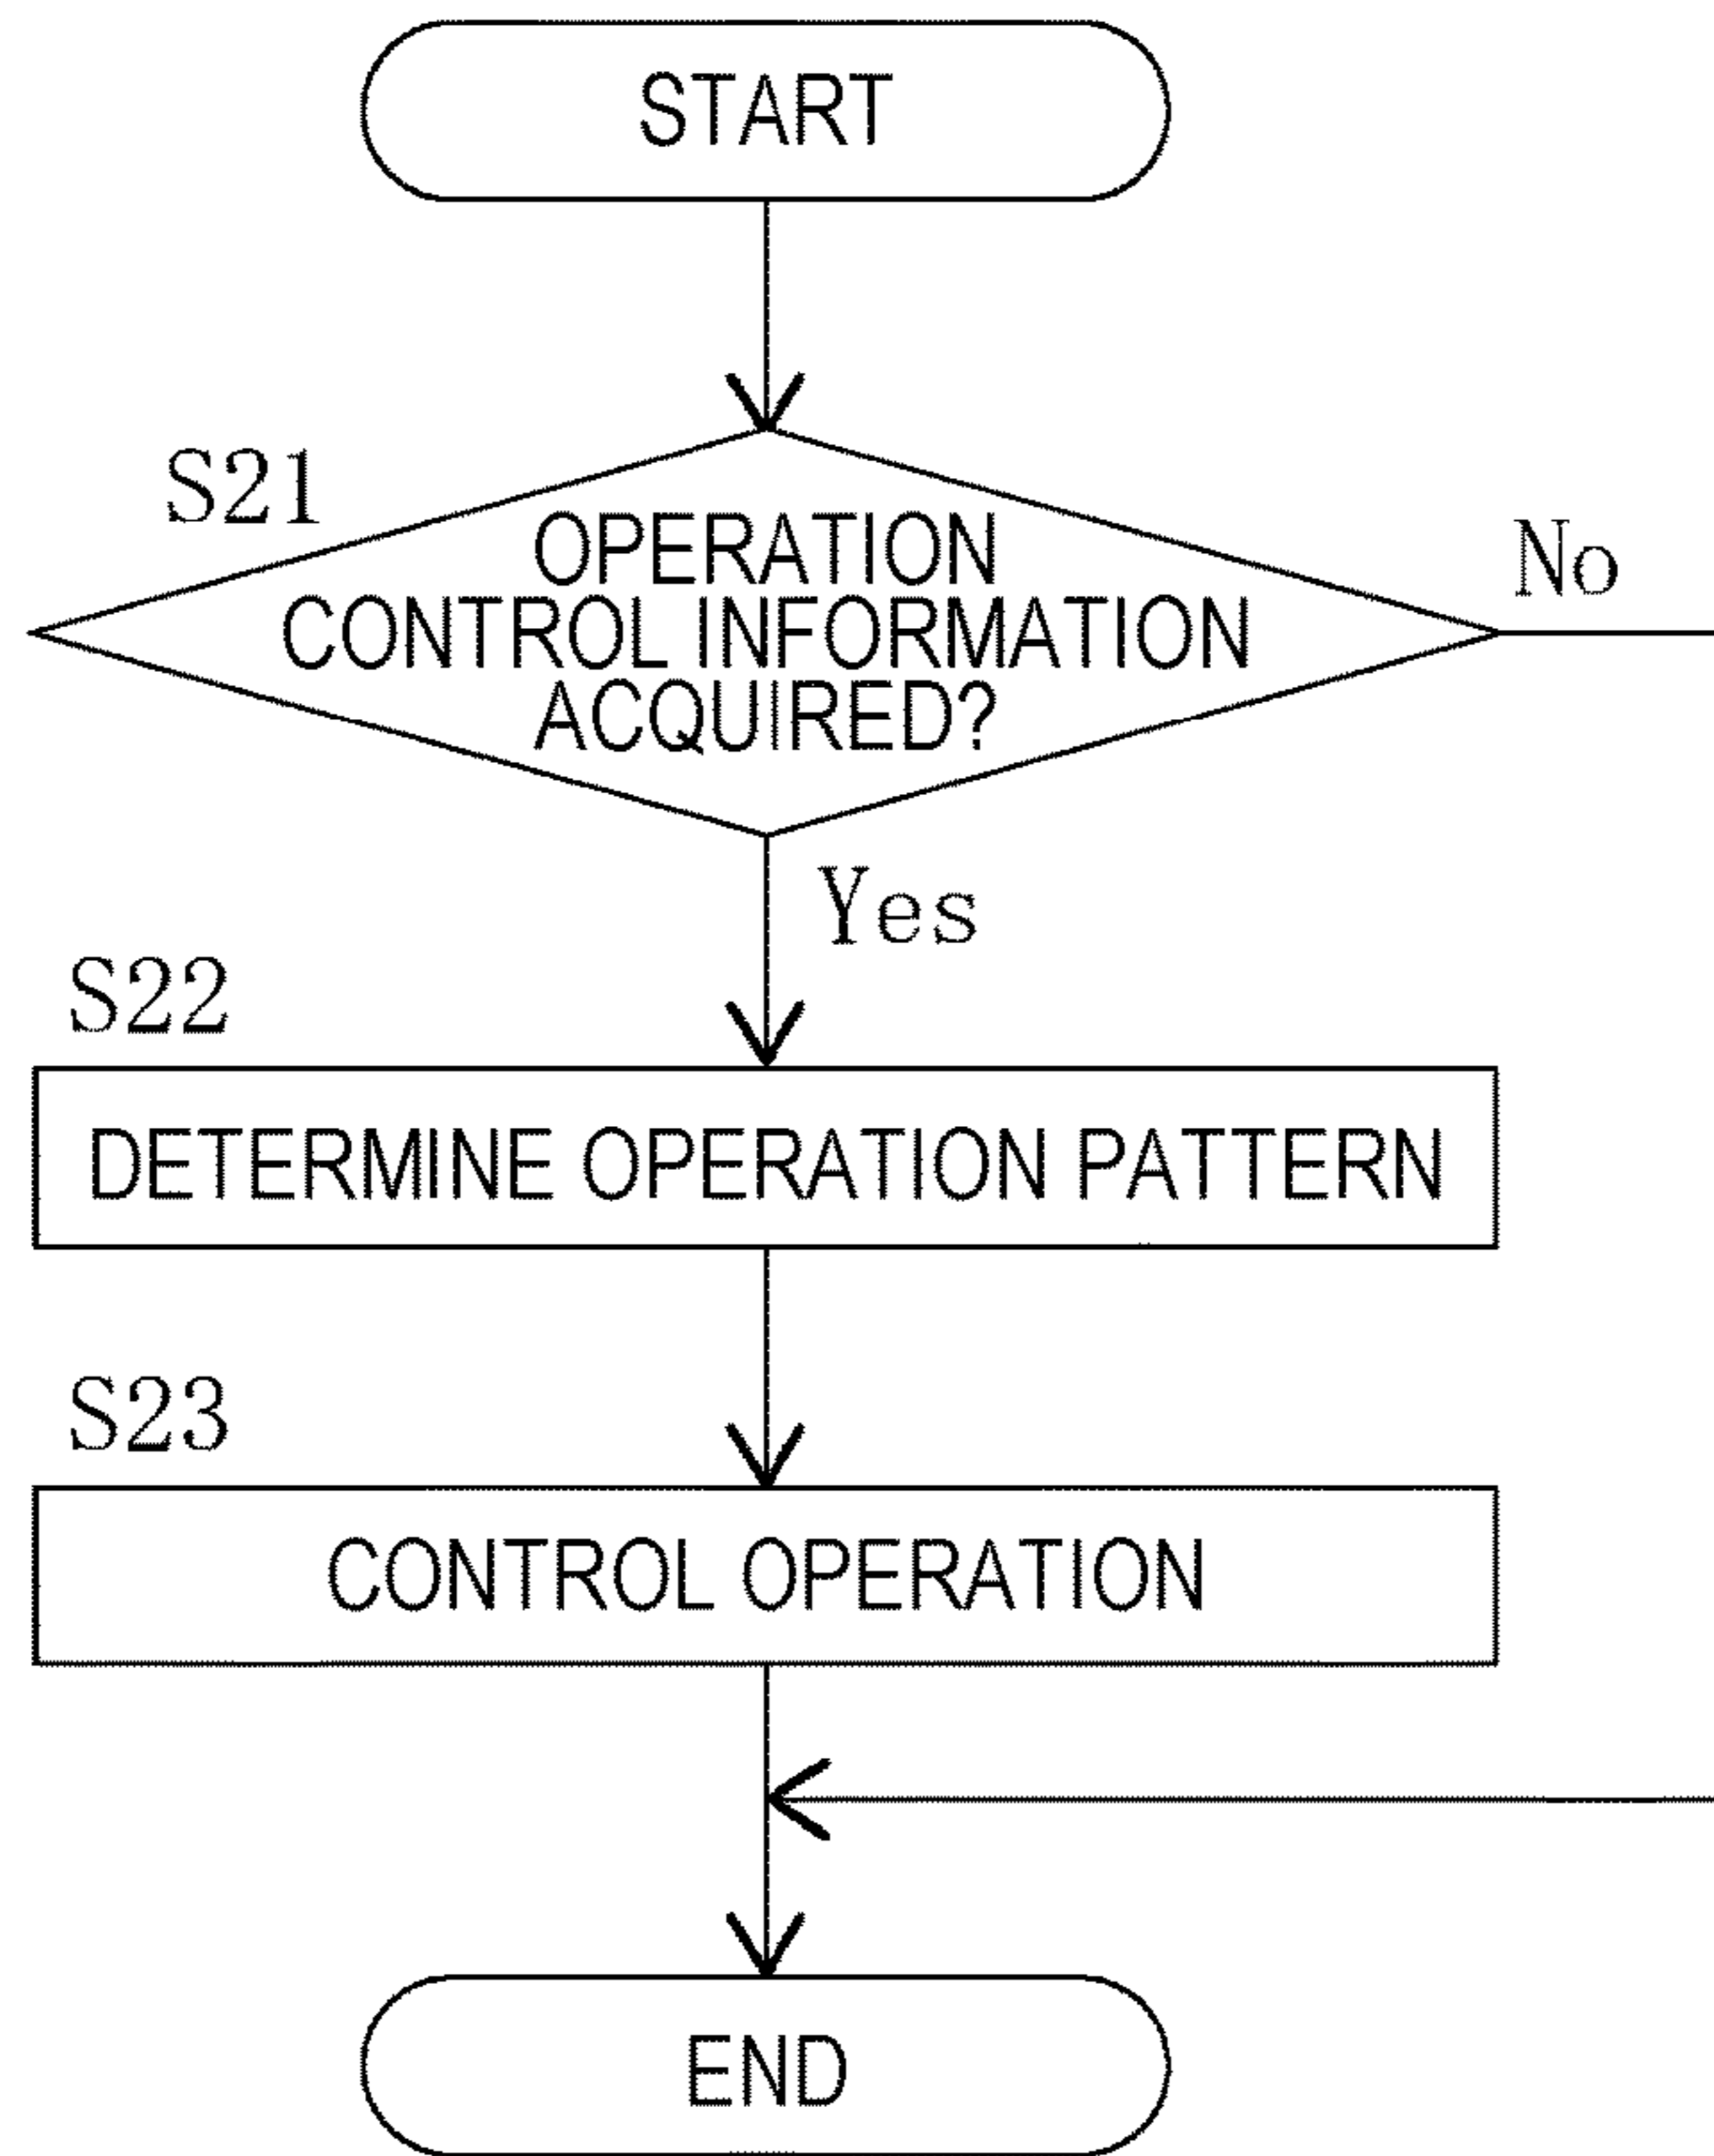 START
S21
OPERATION
CONTROL INFORMATION
ACQUIRED?
No
Yes
S22
DETERMINE OPERATION PATTERN
S23
CONTROL OPERATION
END